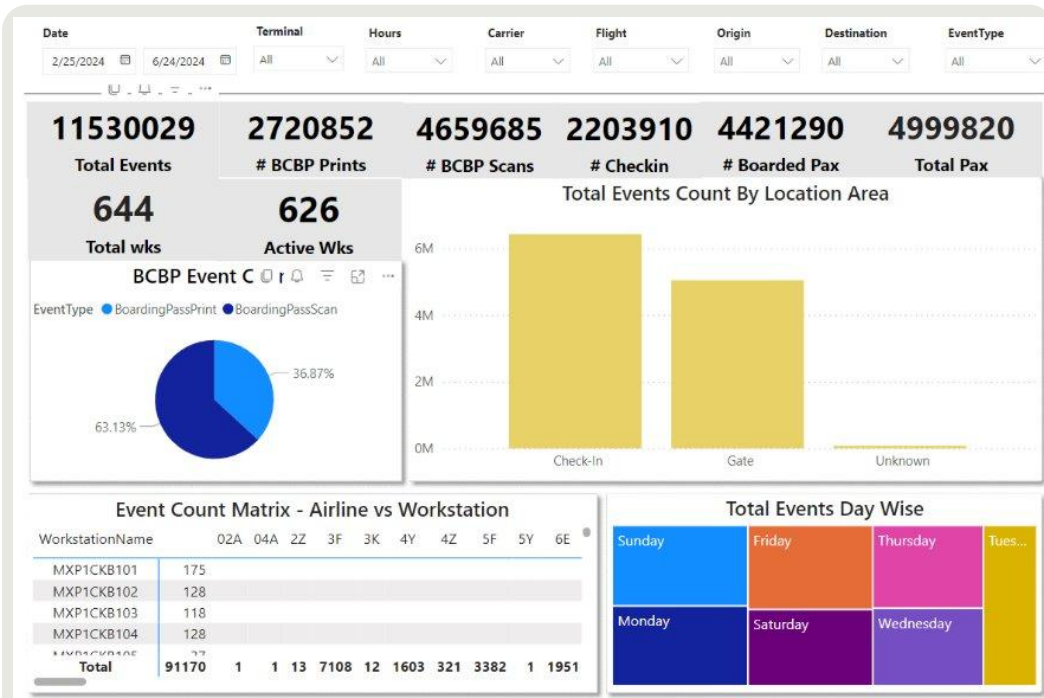 Date Terminal Hours Carrier Flight Origin Destination EventType
2/25/2024 6/24/2024 All All All All All All All
11530029 2720852 4659685 2203910 4421290 4999820
Total Events # BCBP Prints # BCBP Scans # Checkin # Boarded Pax Total Pax
644 626
Total wks Active Wks
BCBP Event C
EventType BoardingPassPrint BoardingPassScan
36.87%
63.13%
Total Events Count By Location Area
6M
4M
2M
0M
Check-In Gate Unknown
Event Count Matrix - Airline vs Workstation
WorkstationName 02A 04A 2Z 3F 3K 4Y 4Z 5F 5Y 6E
MXP1CKB101 175
MXP1CKB102 128
MXP1CKB103 118
MXP1CKB104 128
Total 91170 1 1 13 7108 12 1603 321 3382 1 1951
Total Events Day Wise
Sunday Friday Thursday Tues...
Monday Saturday Wednesday